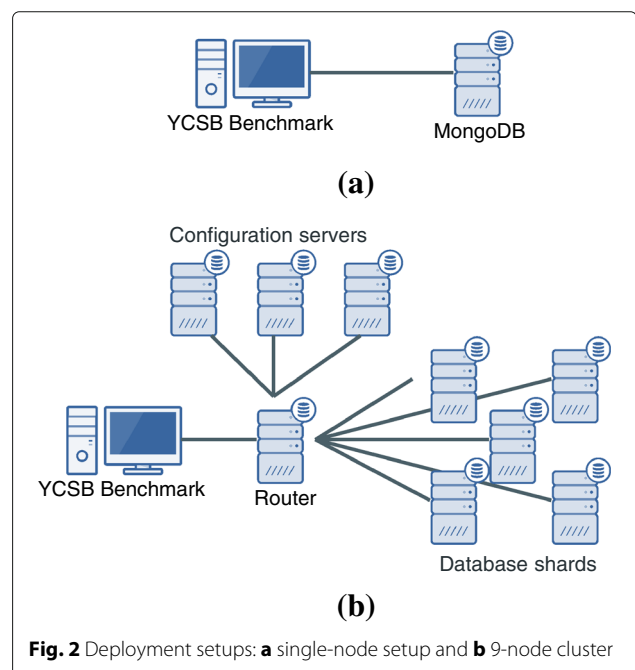 YCSB Benchmark
MongoDB
(a)
Configuration servers
YCSB Benchmark
Router
Database shards
(b)
Fig. 2 Deployment setups: a single-node setup and b 9-node cluster